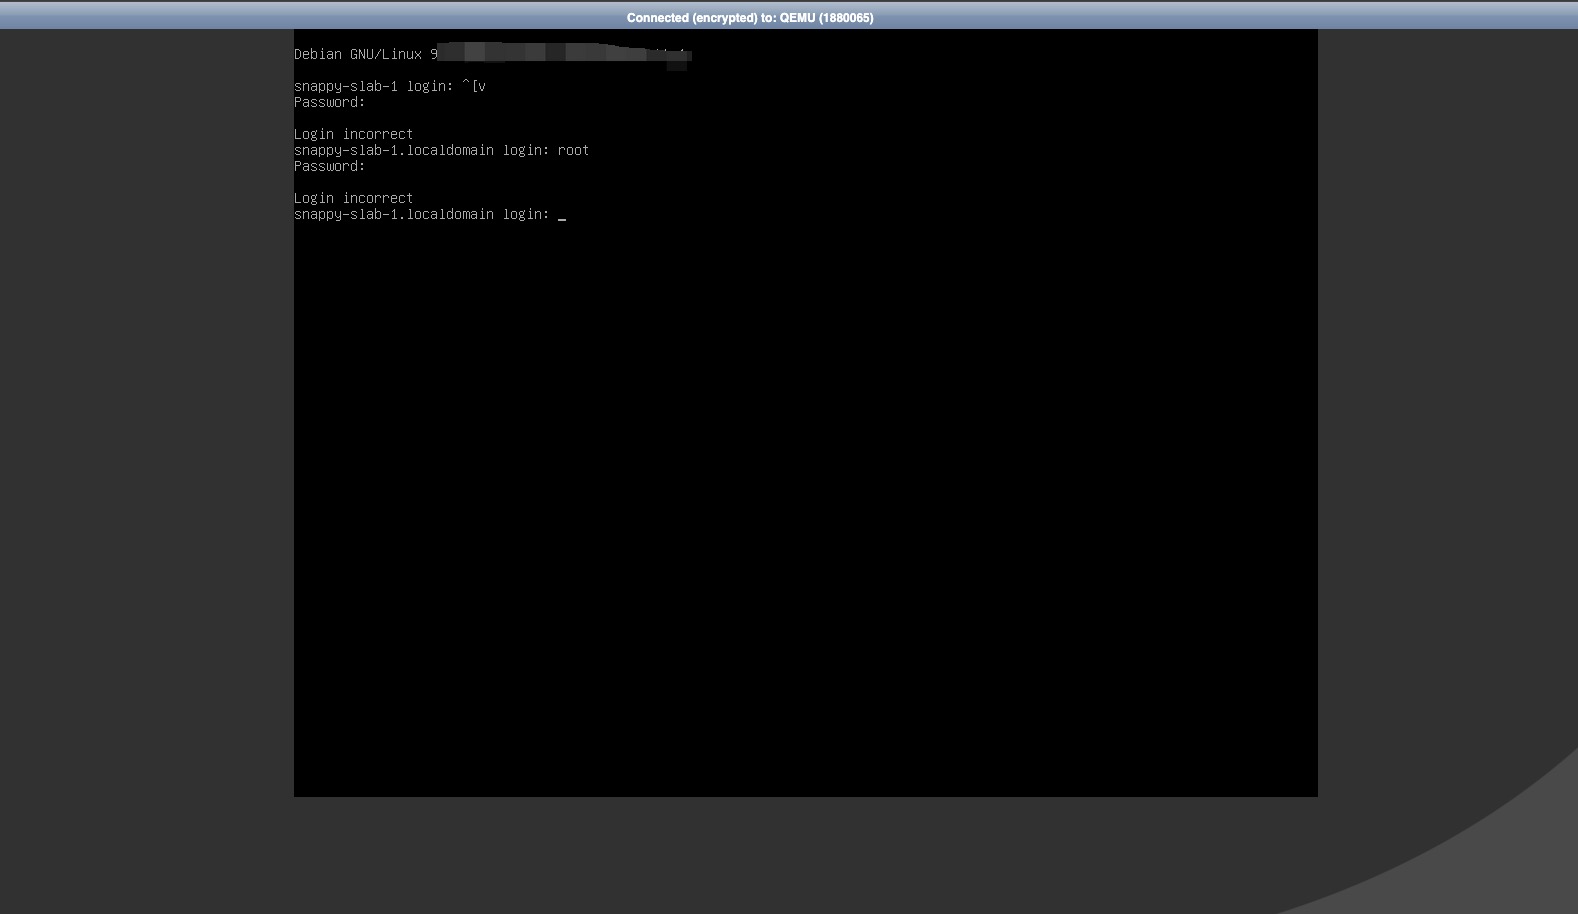 Connected (encrypted) to: QEMU (1880065)
Debian GNU/Linux 9
snappy-slab-1 login: ^[v
Password:
Login incorrect
snappy-slab-1.localdomain login: root
Password:
Login incorrect
snappy-slab-1.localdomain login: _